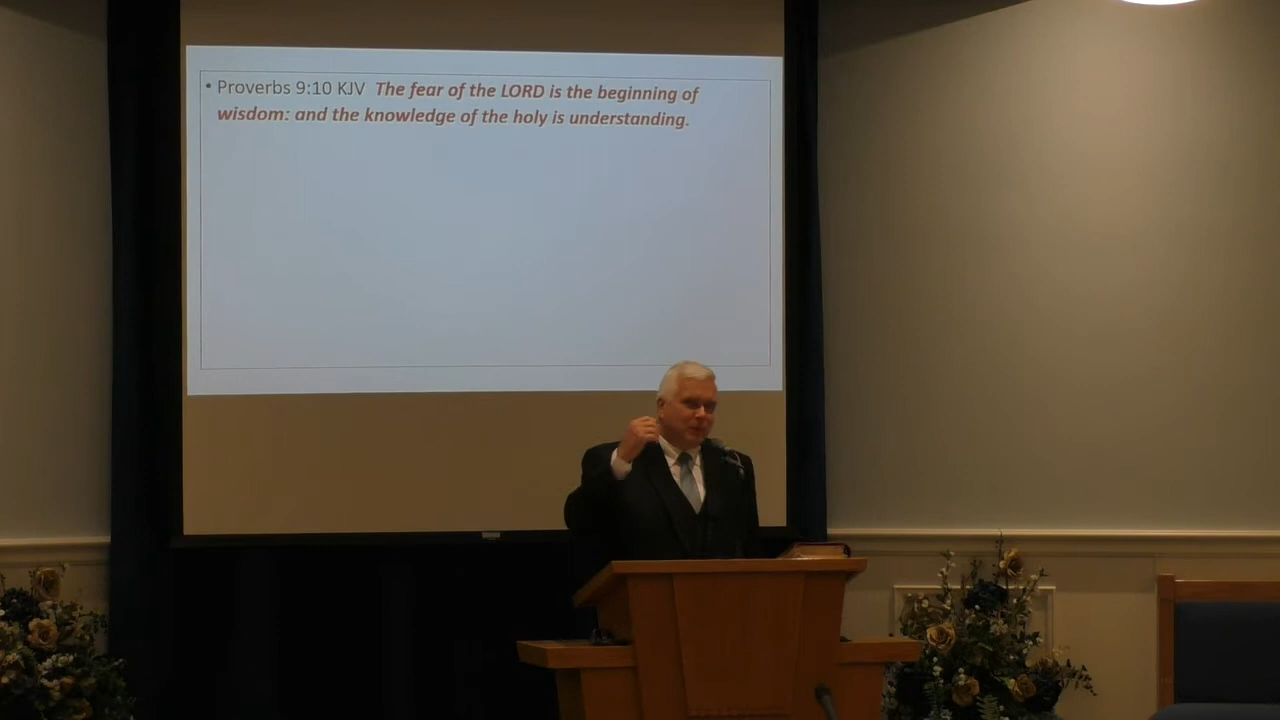 • Proverbs 9:10 KJV The fear of the LORD is the beginning of
wisdom: and the knowledge of the holy is understanding.